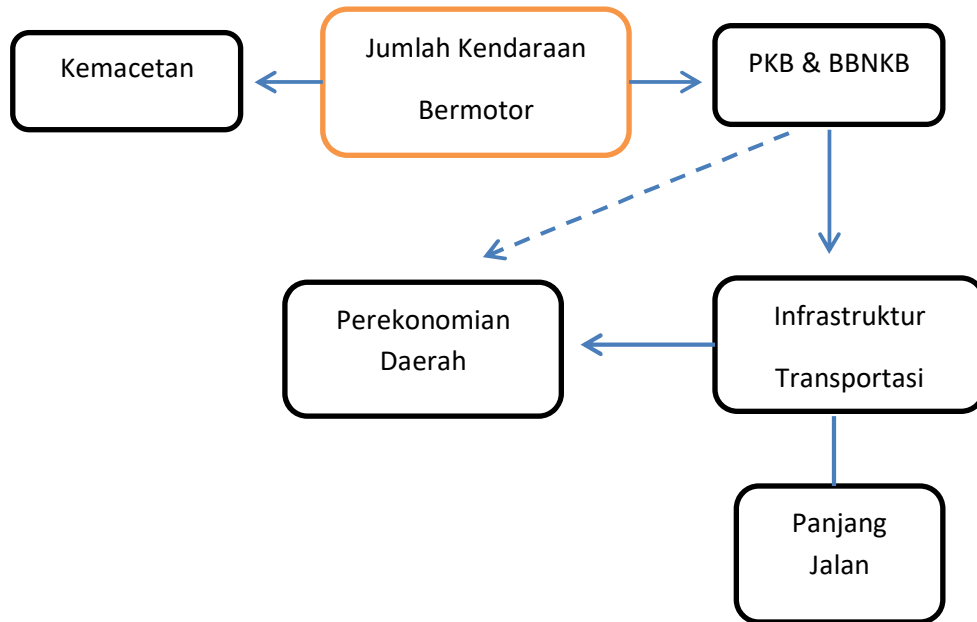 Kemacetan
Jumlah Kendaraan
Bermotor
PKB & BBNKB
Perekonomian
Daerah
Infrastruktur
Transportasi
Panjang
Jalan